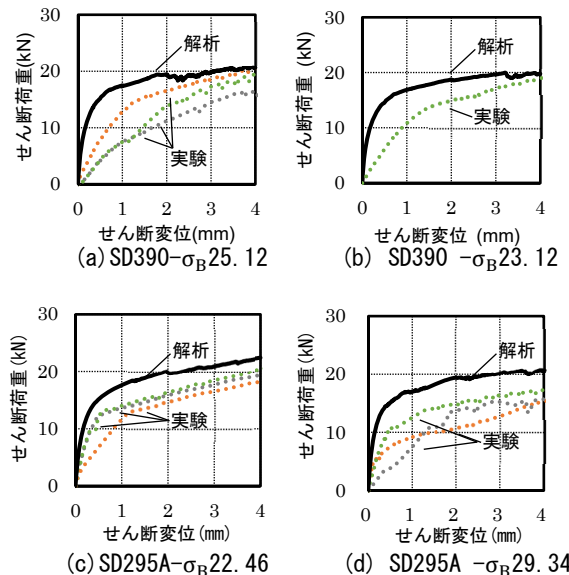 せん断荷重(kN)
30
20
10
0
解析
実験
0 1 2 3 4
せん断変位(mm)
(a)SD390-σB25.12
せん断荷重 (kN)
30
20
10
0
解析
実験
0 1 2 3 4
せん断変位 (mm)
(b) SD390 -σB23.12
せん断荷重(kN)
30
20
10
0
解析
実験
0 1 2 3 4
せん断変位(mm)
(c)SD295A-σB22.46
せん断荷重(kN)
30
20
10
0
解析
実験
0 1 2 3 4
せん断変位(mm)
(d) SD295A -σB29.34